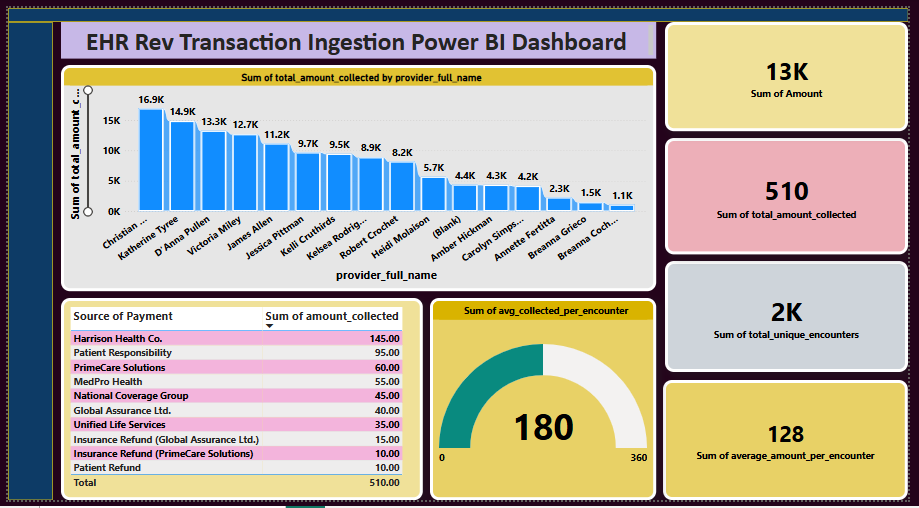 EHR Rev Transaction Ingestion Power BI Dashboard
Sum of total_amount_collected by provider_full_name
Sum of total_amount_c...
15K
10K
5K
0K
16.9K
14.9K
13.3K
12.7K
11.2K
9.7K
9.5K
8.9K
8.2K
5.7K
4.4K
4.3K
4.2K
2.3K
1.5K
1.1K
Christian ...
Katherine Tyree
D'Anna Pullen
Victoria Miley
James Allen
Jessica Pittman
Kelli Cruthirds
Kelsea Rodrig...
Robert Crochet
Heidi Molaison
(Blank)
Amber Hickman
Carolyn Simps...
Annette Fertitta
Breanna Grieco
Breanna Coch...
provider_full_name
13K
Sum of Amount
510
Sum of total_amount_collected
2K
Sum of total_unique_encounters
128
Sum of average_amount_per_encounter
Source of Payment Sum of amount_collected
Harrison Health Co. 145.00
Patient Responsibility 95.00
PrimeCare Solutions 60.00
MedPro Health 55.00
National Coverage Group 45.00
Global Assurance Ltd. 40.00
Unified Life Services 35.00
Insurance Refund (Global Assurance Ltd.) 15.00
Insurance Refund (PrimeCare Solutions) 10.00
Patient Refund 10.00
Total 510.00
Sum of avg_collected_per_encounter
180
0 360